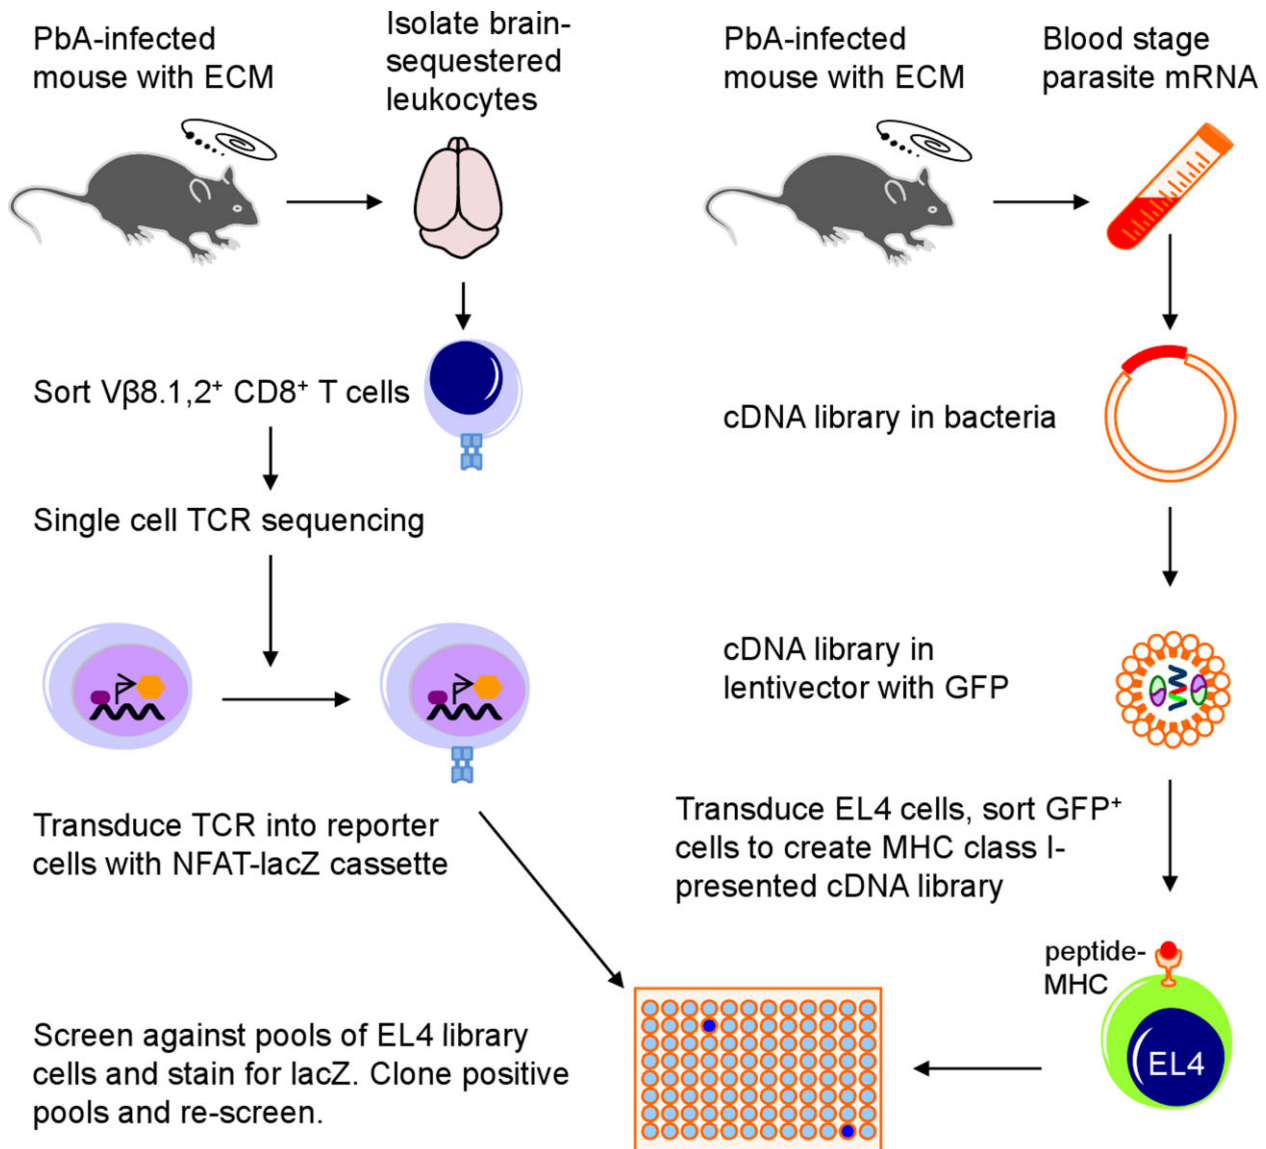 PbA-infected
mouse with ECM
Isolate brain-
sequestered
leukocytes
Sort Vβ8.1,2⁺ CD8⁺ T cells
Single cell TCR sequencing
Transduce TCR into reporter
cells with NFAT-lacZ cassette
Screen against pools of EL4 library
cells and stain for lacZ. Clone positive
pools and re-screen.
PbA-infected
mouse with ECM
Blood stage
parasite mRNA
cDNA library in bacteria
cDNA library in
lentivector with GFP
Transduce EL4 cells, sort GFP⁺
cells to create MHC class I-
presented cDNA library
peptide-
MHC
EL4